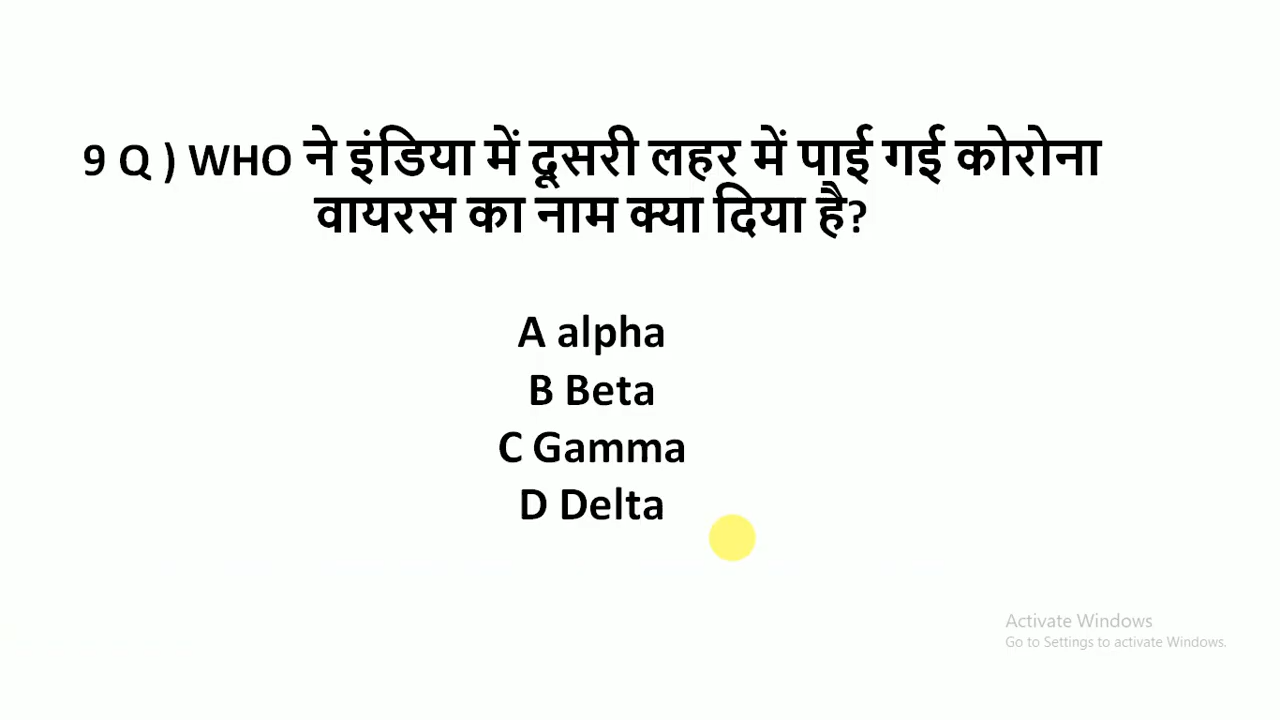 9 Q ) WHO ने इंडिया में दूसरी लहर में पाई गई कोरोना
वायरस का नाम क्या दिया है?
A alpha
B Beta
C Gamma
D Delta
Activate Windows
Go to Settings to activate Windows.